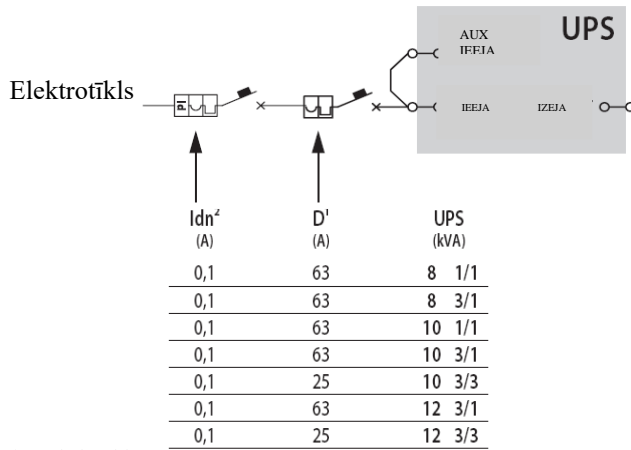 UPS
AUX
IEEJA
Elektrotīkls
PI
IEEJA IZEJA
Idn² D¹ UPS
(A) (A) (kVA)
0,1 63 8 1/1
0,1 63 8 3/1
0,1 63 10 1/1
0,1 63 10 3/1
0,1 25 10 3/3
0,1 63 12 3/1
0,1 25 12 3/3